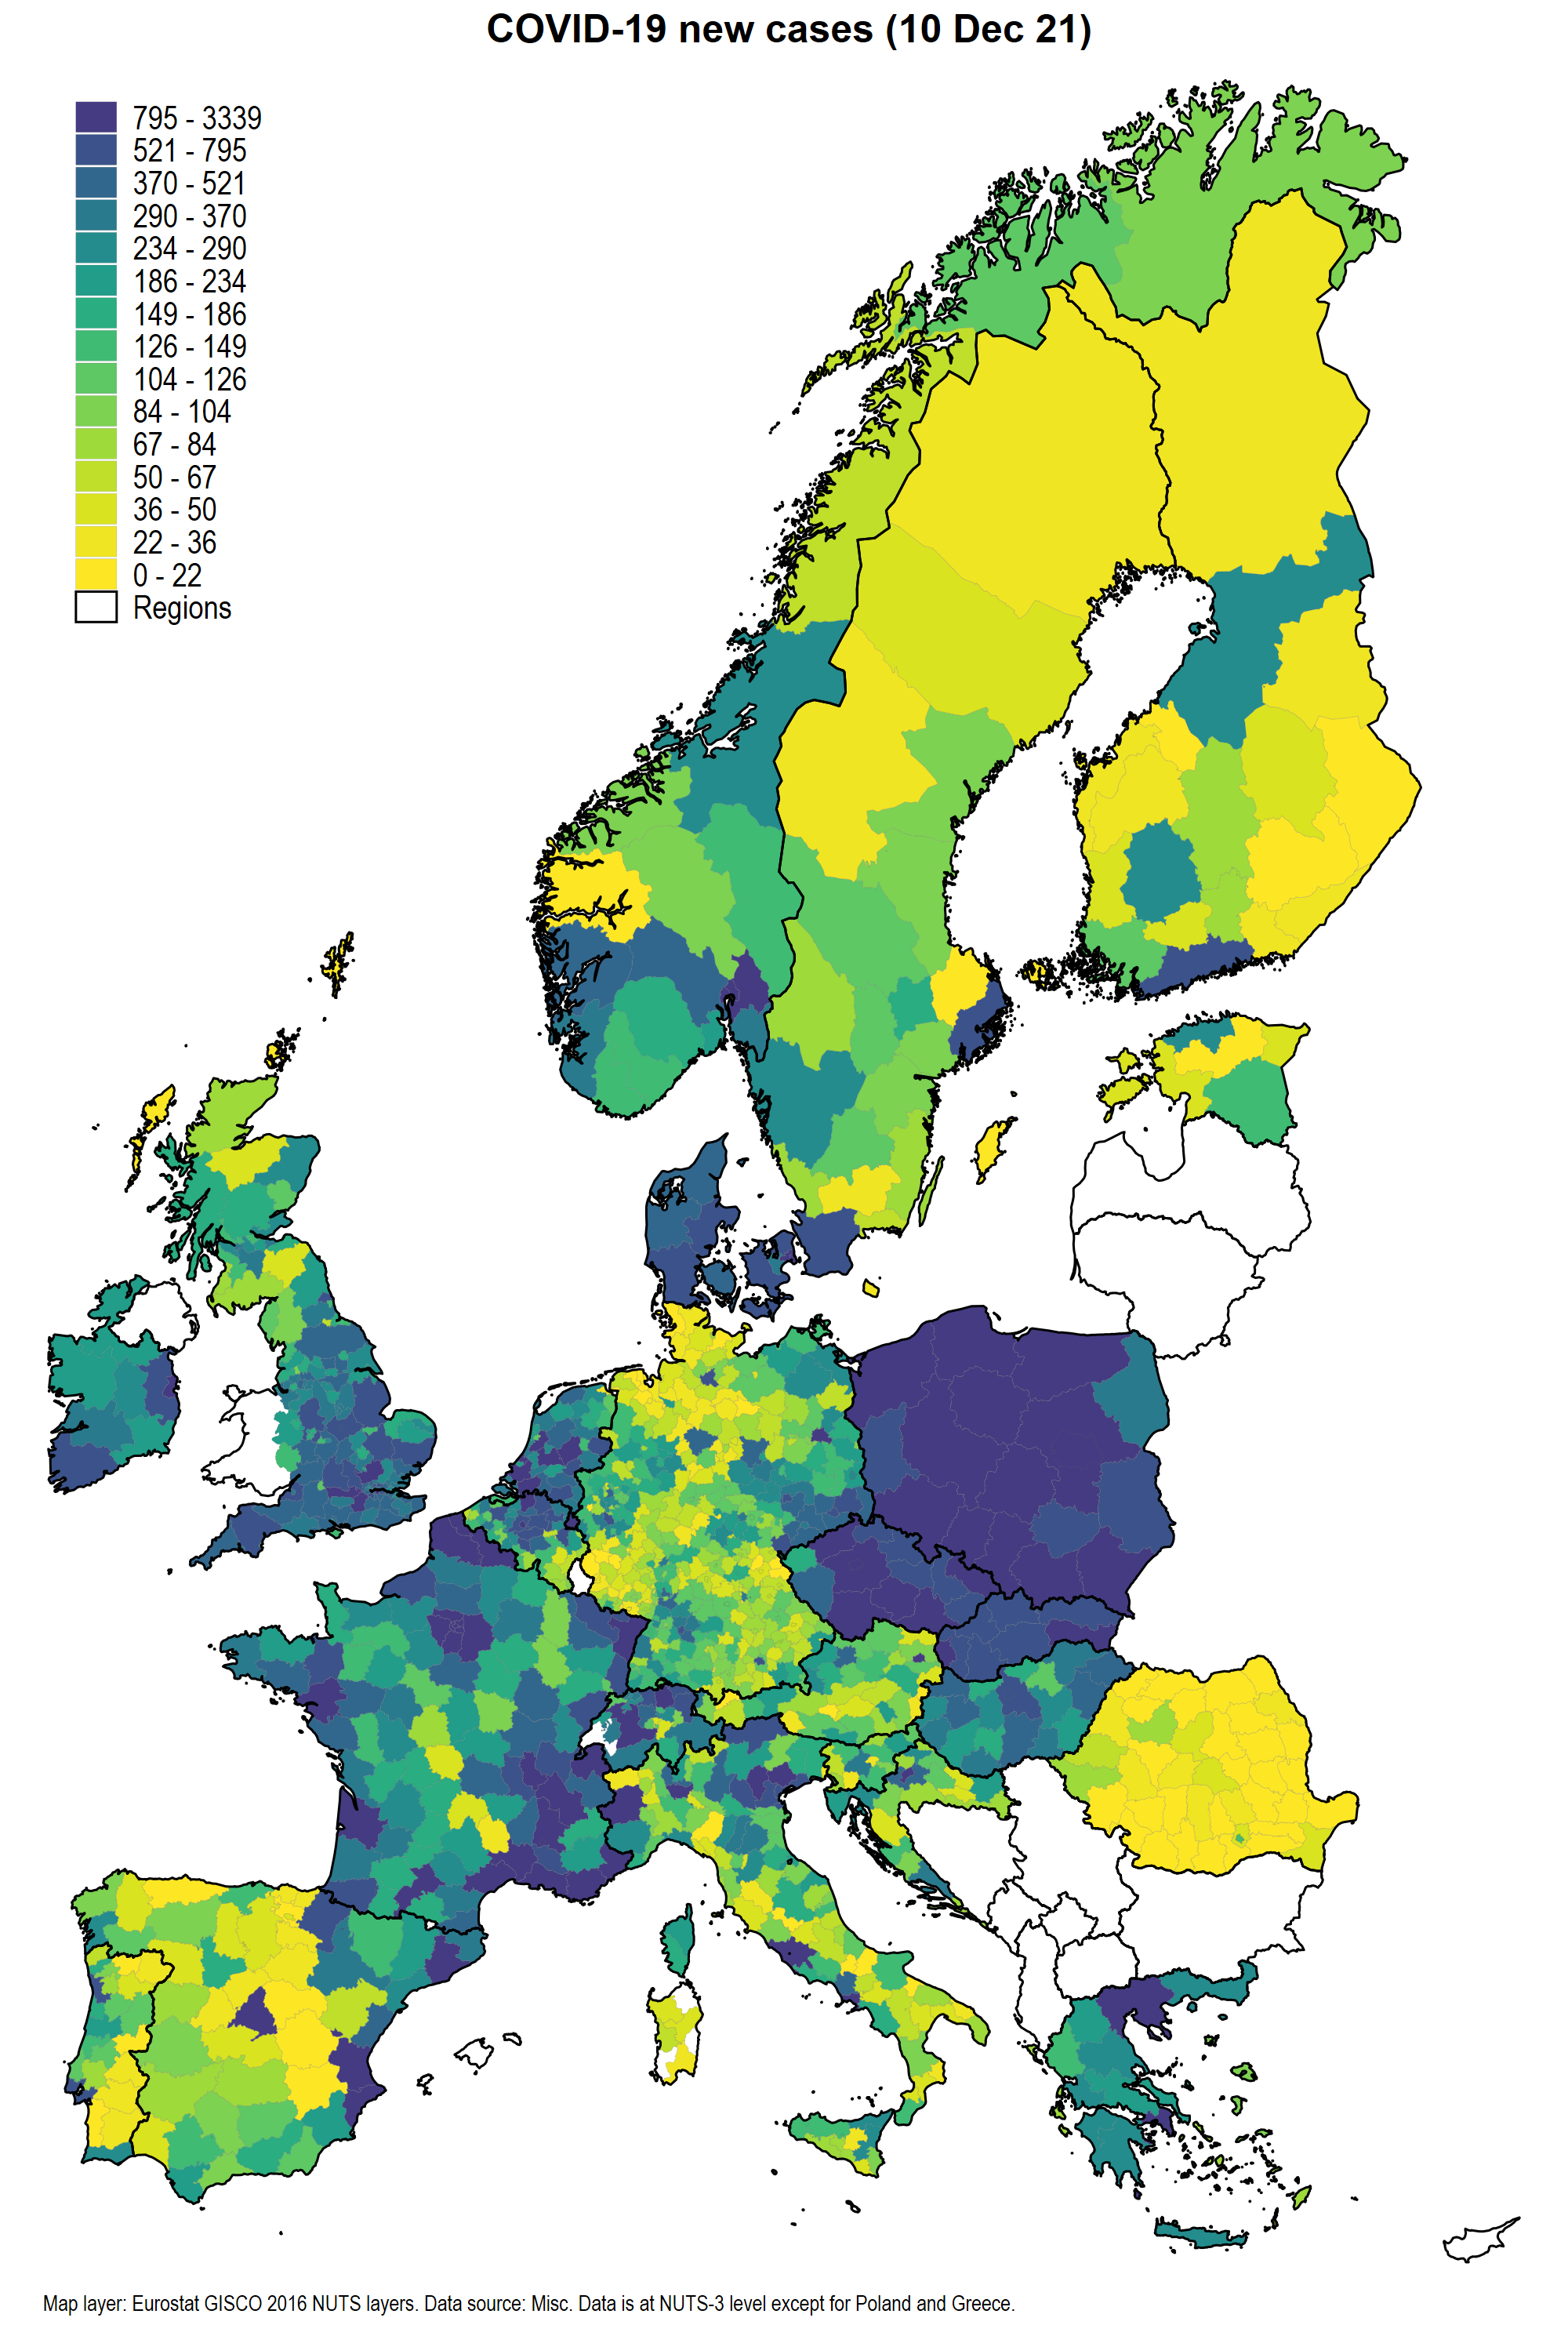 COVID-19 new cases (10 Dec 21)
795 - 3339
521 - 795
370 - 521
290 - 370
234 - 290
186 - 234
149 - 186
126 - 149
104 - 126
84 - 104
67 - 84
50 - 67
36 - 50
22 - 36
0 - 22
Regions
Map layer: Eurostat GISCO 2016 NUTS layers. Data source: Misc. Data is at NUTS-3 level except for Poland and Greece.